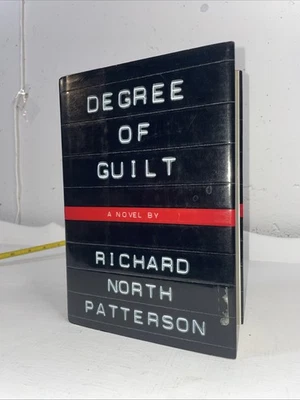 DEGREE
OF
GUILT
A NOVEL BY
RICHARD
NORTH
PATTERSON